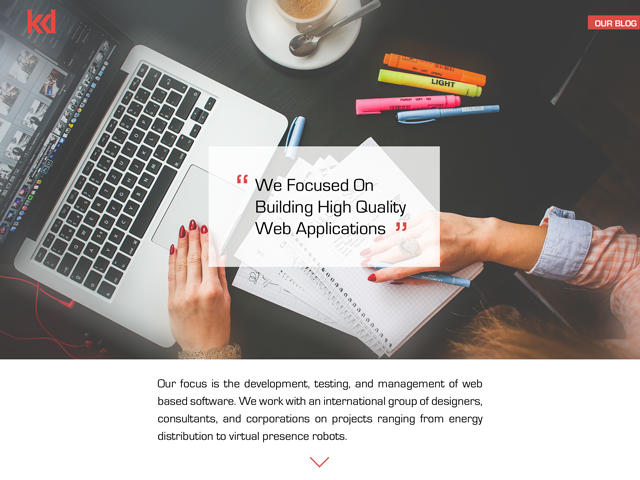 kd
OUR BLOG
LIGHT
“ We Focused On
Building High Quality
Web Applications ”
Our focus is the development, testing, and management of web
based software. We work with an international group of designers,
consultants, and corporations on projects ranging from energy
distribution to virtual presence robots.